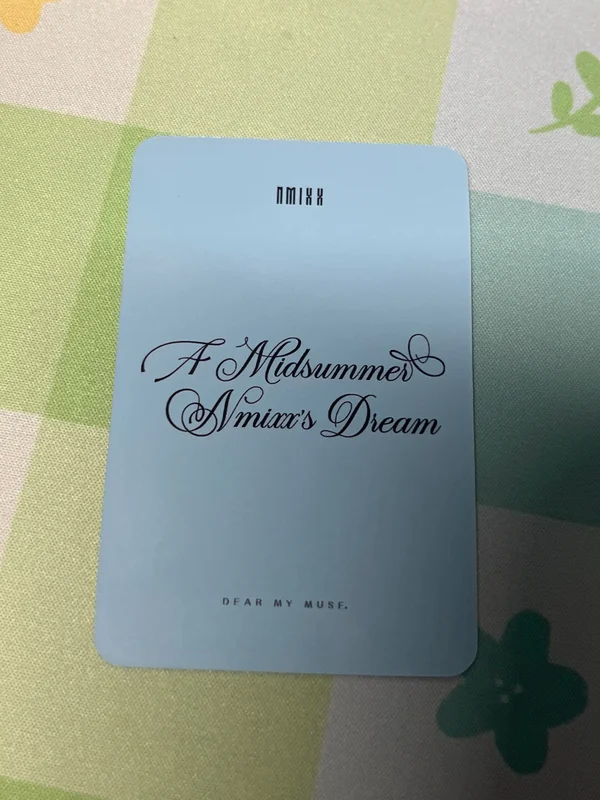 NMIXX
A Midsummer
Nmixx's Dream
DEAR MY MUSE.